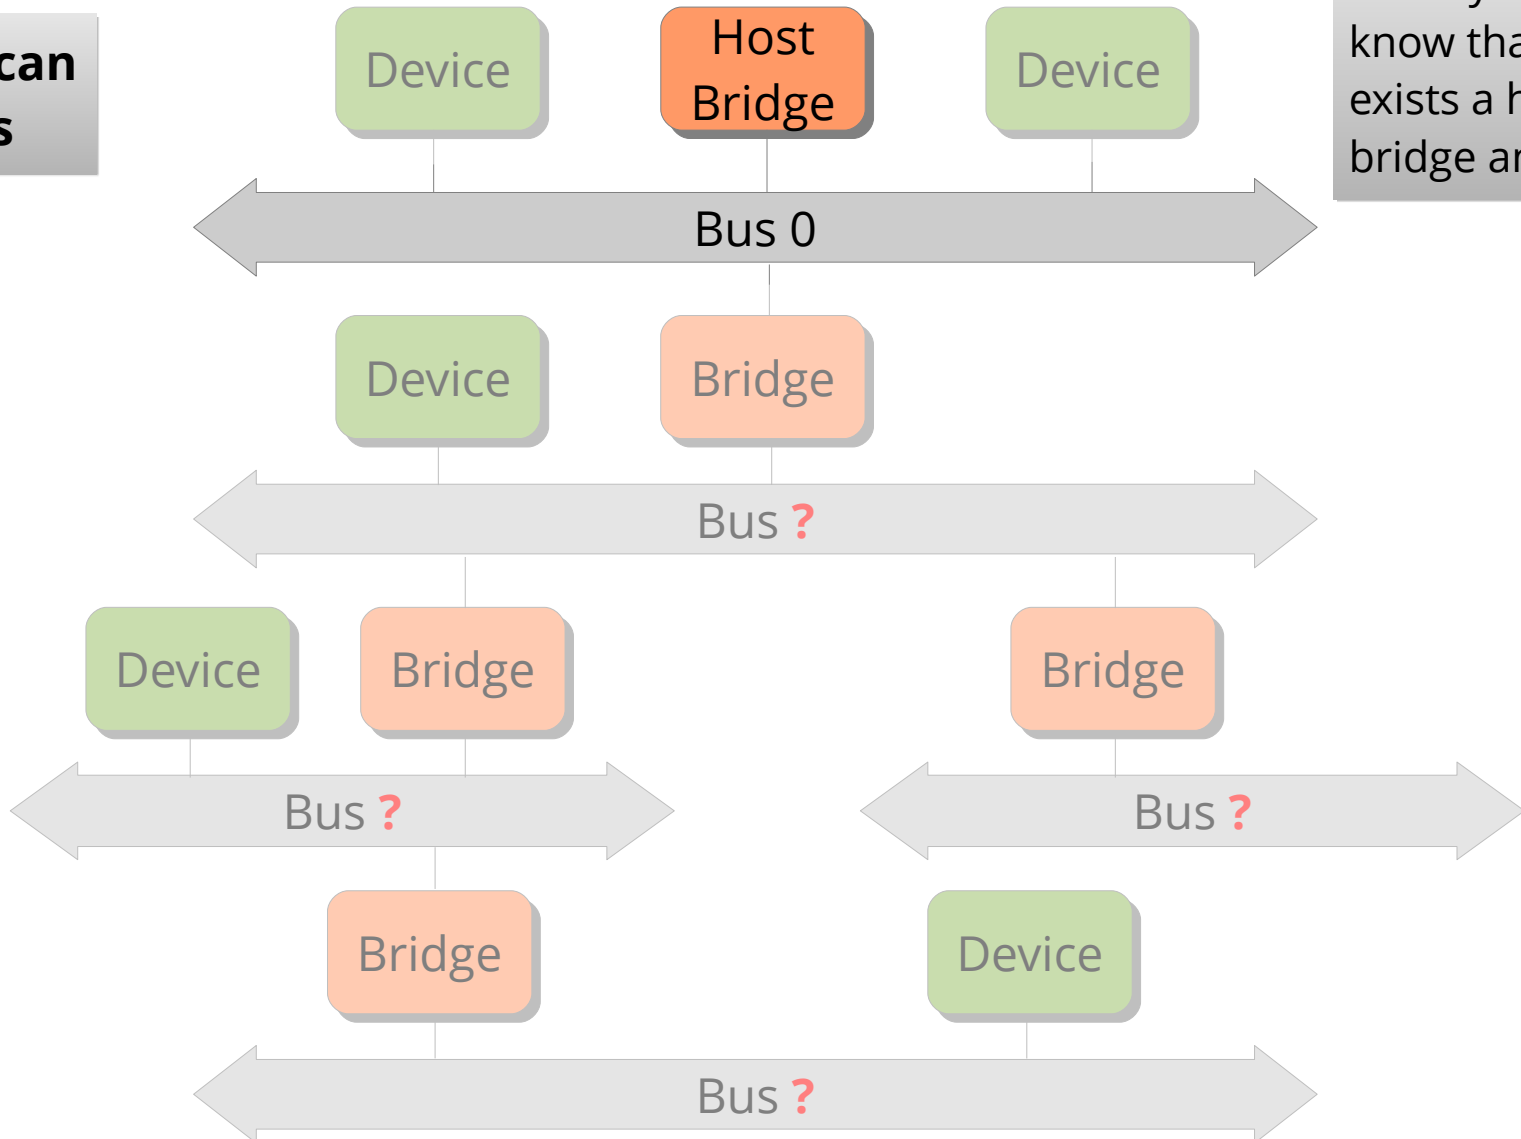 can
s
Device
Host
Bridge
Device
know tha
exists a h
bridge ar
Bus 0
Device
Bridge
Bus ?
Device
Bridge
Bridge
Bus ?
Bus ?
Bridge
Device
Bus ?